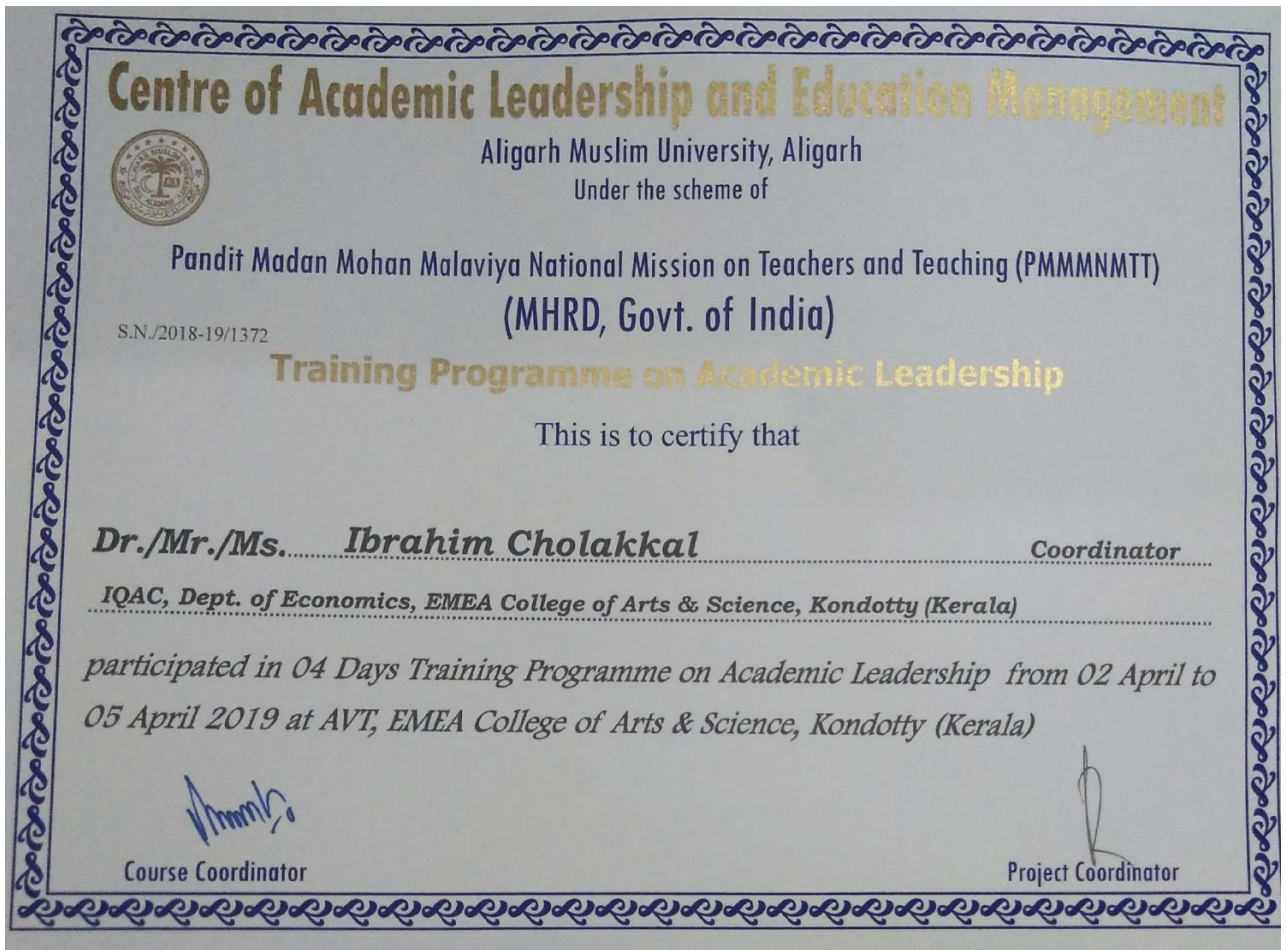 Centre of Academic Leadership and Education Management
Aligarh Muslim University, Aligarh
Under the scheme of
Pandit Madan Mohan Malaviya National Mission on Teachers and Teaching (PMMMNMTT)
(MHRD, Govt. of India)
S.N./2018-19/1372
Training Programme on Academic Leadership
This is to certify that
Dr./Mr./Ms. Ibrahim Cholakkal Coordinator
IQAC, Dept. of Economics, EMEA College of Arts & Science, Kondotty (Kerala)
participated in 04 Days Training Programme on Academic Leadership from 02 April to
05 April 2019 at AVT, EMEA College of Arts & Science, Kondotty (Kerala)
Course Coordinator
Project Coordinator